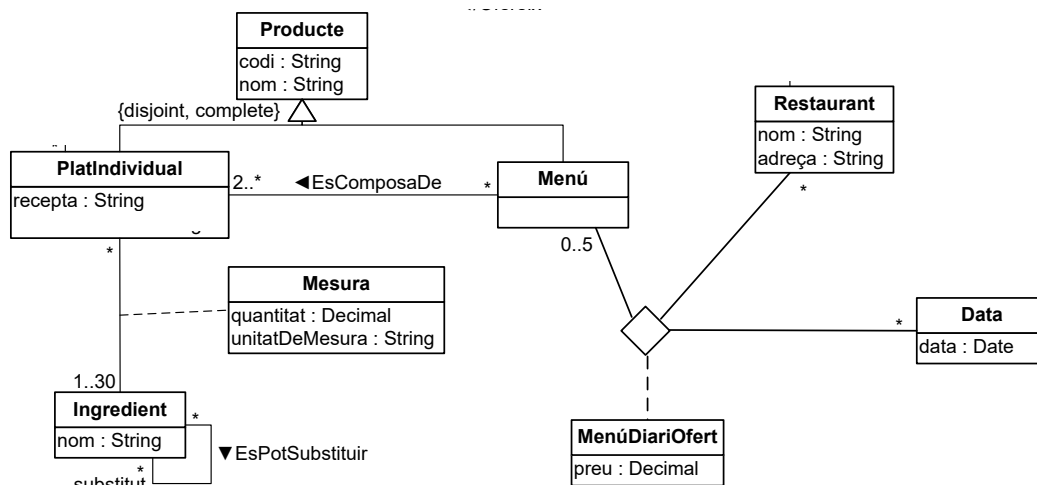 Producte
codi : String
nom : String
{disjoint, complete}
Restaurant
nom : String
adreça : String
*
*
PlatIndividual
recepta : String
2..*
◄EsComposaDe
*
Menú
0..5
*
Mesura
quantitat : Decimal
unitatDeMesura : String
*
Data
data : Date
1..30
Ingredient
nom : String
*
▼EsPotSubstituir
*
substitut
MenúDiariOfert
preu : Decimal